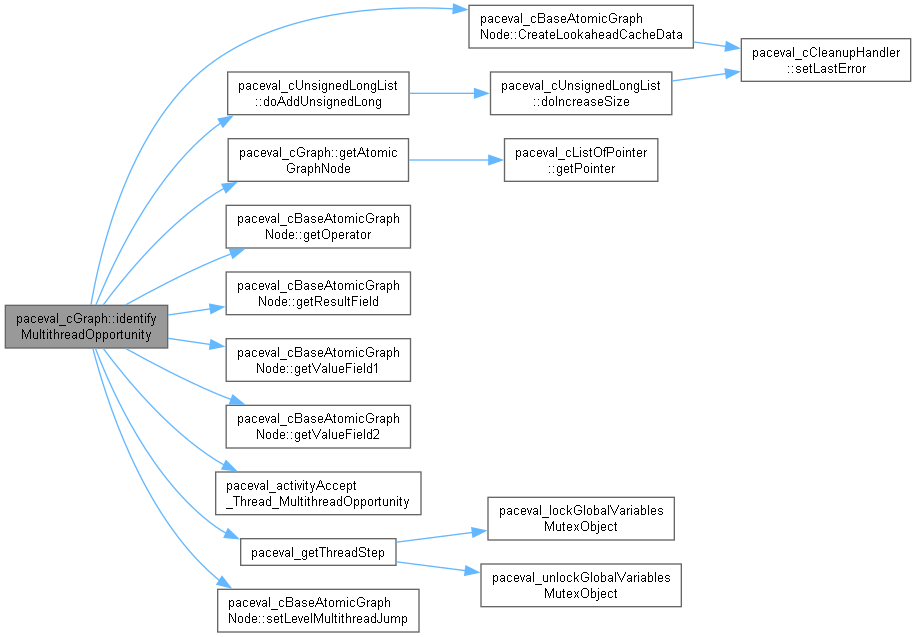 paceval_cBaseAtomicGraph
Node::CreateLookaheadCacheData
paceval_cCleanupHandler
::setLastError
paceval_cUnsignedLongList
::doAddUnsignedLong
paceval_cUnsignedLongList
::doIncreaseSize
paceval_cGraph::getAtomic
GraphNode
paceval_cListOfPointer
::getPointer
paceval_cBaseAtomicGraph
Node::getOperator
paceval_cBaseAtomicGraph
Node::getResultField
paceval_cGraph::identify
MultithreadOpportunity
paceval_cBaseAtomicGraph
Node::getValueField1
paceval_cBaseAtomicGraph
Node::getValueField2
paceval_activityAccept
_Thread_MultithreadOpportunity
paceval_lockGlobalVariables
MutexObject
paceval_getThreadStep
paceval_unlockGlobalVariables
MutexObject
paceval_cBaseAtomicGraph
Node::setLevelMultithreadJump